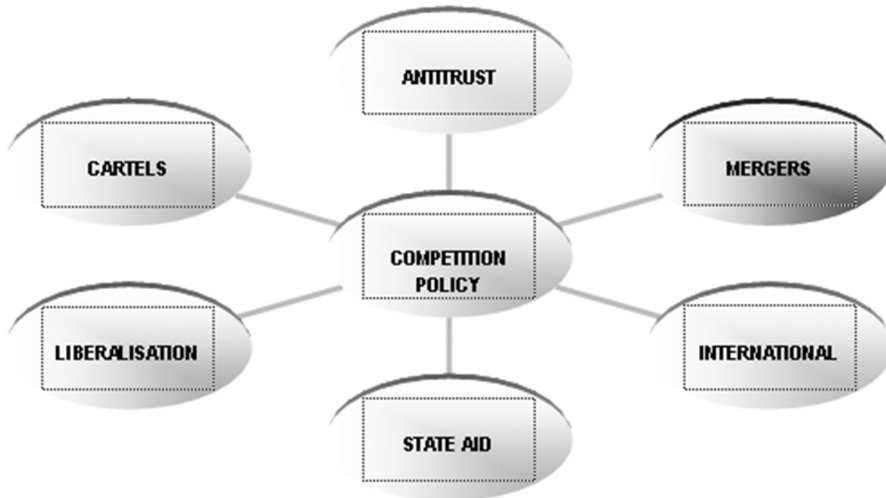 ANTITRUST
CARTELS
MERGERS
COMPETITION
POLICY
LIBERALISATION
INTERNATIONAL
STATE AID